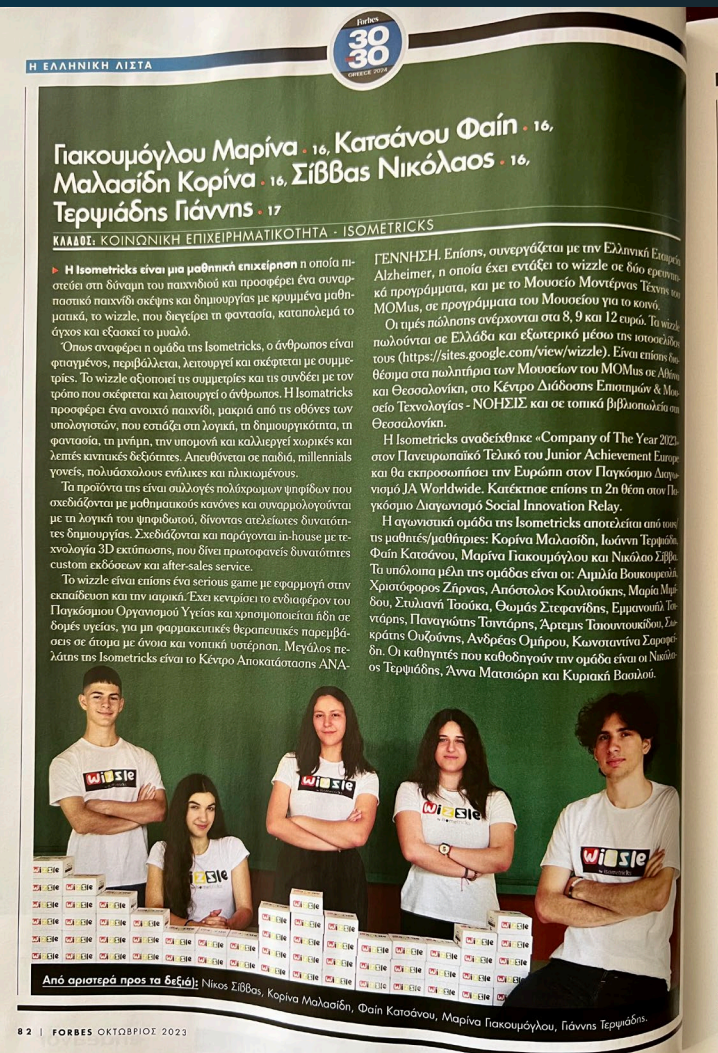 Η ΕΛΛΗΝΙΚΗ ΛΙΣΤΑ
Forbes
30
30
GREECE 2024
Γιακουμόγλου Μαρίνα • 16, Κατσάνου Φαίη • 16,
Μαλασίδη Κορίνα • 16, Σίββας Νικόλαος • 16,
Τερψιάδης Γιάννης • 17
ΚΛΑΔΟΣ: ΚΟΙΝΩΝΙΚΗ ΕΠΙΧΕΙΡΗΜΑΤΙΚΟΤΗΤΑ - ISOMETRICKS
▶ Η Isometricks είναι μια μαθητική επιχείρηση η οποία πι-
στεύει στη δύναμη του παιχνιδιού και προσφέρει ένα συναρ-
παστικό παιχνίδι σκέψης και δημιουργίας με κρυμμένα μαθη-
ματικά, το wizzle, που διεγείρει τη φαντασία, καταπολεμά το
άγχος και εξασκεί το μυαλό.
Όπως αναφέρει η ομάδα της Isometricks, ο άνθρωπος είναι
φτιαγμένος, περιβάλλεται, λειτουργεί και σκέφτεται με συμμε-
τρίες. Το wizzle αξιοποιεί τις συμμετρίες και τις συνδέει με τον
τρόπο που σκέφτεται και λειτουργεί ο άνθρωπος. Η Isomatricks
προσφέρει ένα ανοιχτό παιχνίδι, μακριά από τις οθόνες των
υπολογιστών, που εστιάζει στη λογική, τη δημιουργικότητα, τη
φαντασία, τη μνήμη, την υπομονή και καλλιεργεί χωρικές και
λεπτές κινητικές δεξιότητες. Απευθύνεται σε παιδιά, millennials
γονείς, πολυάσχολους ενήλικες και ηλικιωμένους.
Τα προϊόντα της είναι συλλογές πολύχρωμων ψηφίδων που
σχεδιάζονται με μαθηματικούς κανόνες και συναρμολογούνται
με τη λογική του ψηφιδωτού, δίνοντας ατελείωτες δυνατότη-
τες δημιουργίας. Σχεδιάζονται και παράγονται in-house με τε-
χνολογία 3D εκτύπωσης, που δίνει πρωτοφανείς δυνατότητες
custom εκδόσεων και after-sales service.
Το wizzle είναι επίσης ένα serious game με εφαρμογή στην
εκπαίδευση και την ιατρική. Έχει κεντρίσει το ενδιαφέρον του
Παγκόσμιου Οργανισμού Υγείας και χρησιμοποιείται ήδη σε
δομές υγείας, για μη φαρμακευτικές θεραπευτικές παρεμβά-
σεις σε άτομα με άνοια και νοητική υστέρηση. Μεγάλος πε-
λάτης της Isometricks είναι το Κέντρο Αποκατάστασης ΑΝΑ-
ΓΕΝΝΗΣΗ. Επίσης, συνεργάζεται με την Ελληνική Εταιρεία
Alzheimer, η οποία έχει εντάξει το wizzle σε δύο ερευνητι-
κά προγράμματα, και με το Μουσείο Μοντέρνας Τέχνης του
MOMus, σε προγράμματα του Μουσείου για το κοινό.
Οι τιμές πώλησης ανέρχονται στα 8, 9 και 12 ευρώ. Τα wizzle
πωλούνται σε Ελλάδα και εξωτερικό μέσω της ιστοσελίδας
τους (https://sites.google.com/view/wizzle). Είναι επίσης δια-
θέσιμα στα πωλητήρια των Μουσείων του MOMus σε Αθήνα
και Θεσσαλονίκη, στο Κέντρο Διάδοσης Επιστημών & Μου-
σείο Τεχνολογίας - ΝΟΗΣΙΣ και σε τοπικά βιβλιοπωλεία στη
Θεσσαλονίκη.
Η Isometricks αναδείχθηκε «Company of The Year 2023»
στον Πανευρωπαϊκό Τελικό του Junior Achievement Europe
και θα εκπροσωπήσει την Ευρώπη στον Παγκόσμιο Διαγω-
νισμό JA Worldwide. Κατέκτησε επίσης τη 2η θέση στον Πα-
γκόσμιο Διαγωνισμό Social Innovation Relay.
Η αγωνιστική ομάδα της Isometricks αποτελείται από τους/
τις μαθητές/μαθήτριες: Κορίνα Μαλασίδη, Ιωάννη Τερψιάδη,
Φαίη Κατσάνου, Μαρίνα Γιακουμόγλου και Νικόλαο Σίββα.
Τα υπόλοιπα μέλη της ομάδας είναι οι: Αιμιλία Βουκουρεσλή,
Χριστόφορος Ζήρνας, Απόστολος Κουλτούκης, Μαρία Μιμί-
δου, Στυλιανή Τσούκα, Θωμάς Στεφανίδης, Εμμανουήλ Τσι-
ντάρης, Παναγιώτης Τσιντάρης, Άρτεμις Τσιουντουκίδου, Σω-
κράτης Ουζούνης, Ανδρέας Ομήρου, Κωνσταντίνα Σαραφεί-
δη. Οι καθηγητές που καθοδηγούν την ομάδα είναι οι Νικόλα-
ος Τερψιάδης, Άννα Ματσιώρη και Κυριακή Βασιλού.
wizzle
wizzle
wizzle
wizzle
by isometricks
wizzle
by isometricks
Από αριστερά προς τα δεξιά): Νίκος Σίββας, Κορίνα Μαλασίδη, Φαίη Κατσάνου, Μαρίνα Γιακουμόγλου, Γιάννης Τερψιάδης.
82 | FORBES ΟΚΤΩΒΡΙΟΣ 2023